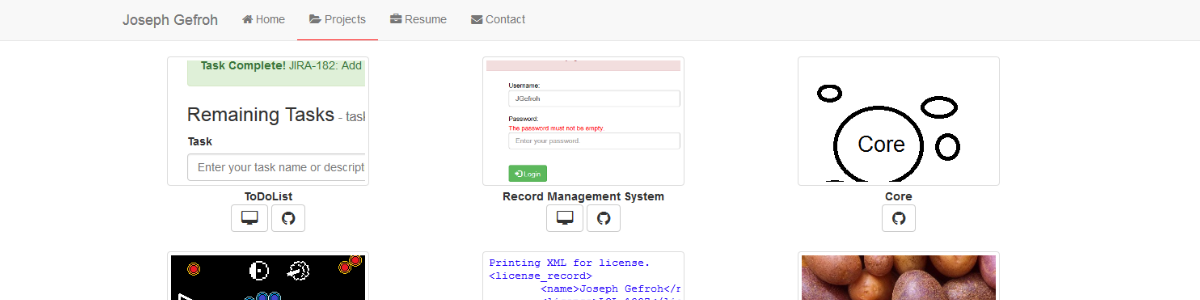 Joseph Gefroh Home Projects Resume Contact
Task Complete! JIRA-182: Add
Remaining Tasks - task
Task
Enter your task name or descript
ToDoList
Username:
JGefroh
Password:
The password must not be empty.
Enter your password.
Login
Record Management System
Core
Core
Printing XML for license.
<license_record>
<name>Joseph Gefroh</